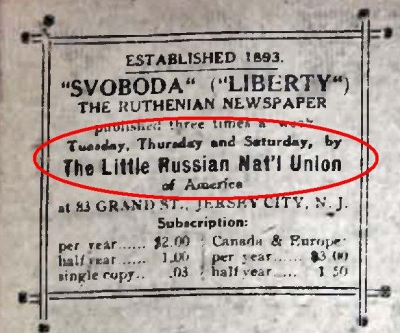 ESTABLISHED 1893.
"SVOBODA" ("LIBERTY")
THE RUTHENIAN NEWSPAPER
published three times a week
Tuesday, Thursday and Saturday, by
The Little Russian Nat'l Union
of America
at 83 GRAND ST., JERSEY CITY, N. J.
Subscription:
per year..... $2.00 Canada & Europe:
half year..... 1.00 per year..... $3.00
single copy.. .03 half year..... 1 50